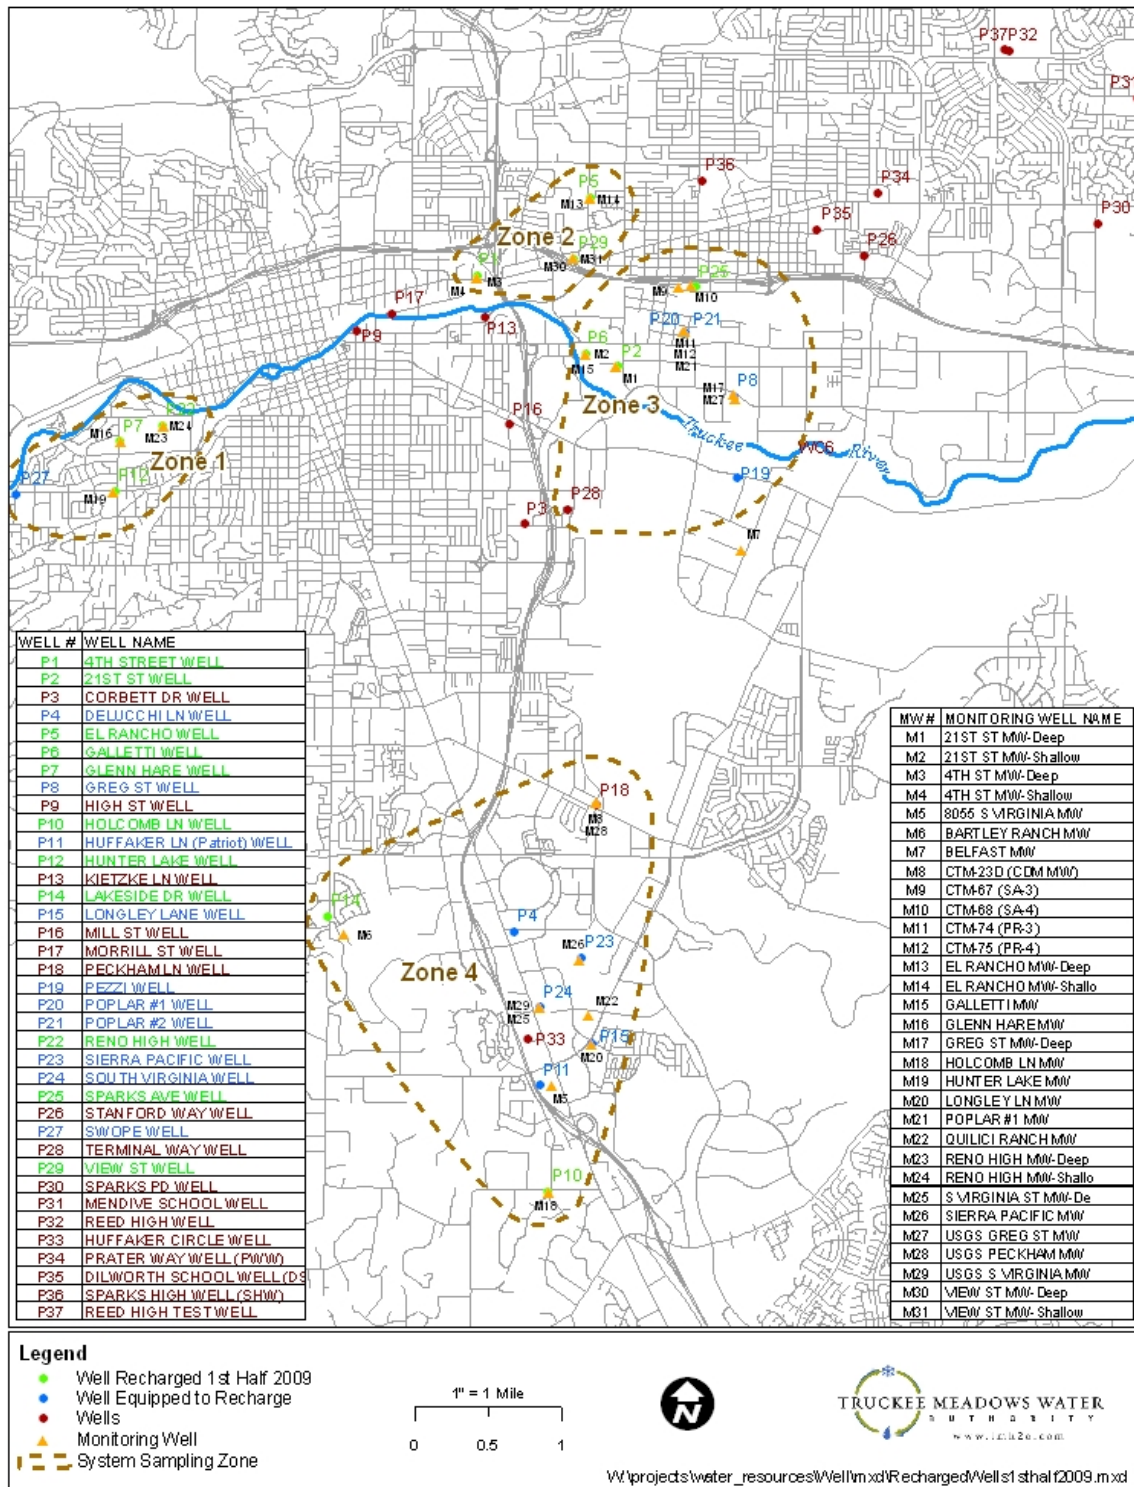 P37 P32
P31
P36
P34
P5
M13 M14
P35
P30
Zone 2
P29
P26
M30 M31
P1
M4 M3
P25
M9 M10
P17
P13
P9
P20 P21
M11
M12
M21
P6
M2
P2
M15 M1
M17
M27
P8
Zone 3
P16
Truckee
River
WC6
P22
M24
M16 P7
M23
Zone 1
P27
P12
M19
P19
P28
P3
M7
WELL # WELL NAME
P1 4TH STREET WELL
P2 21ST ST WELL
P3 CORBETT DR WELL
P4 DELUCCHI LN WELL
P5 EL RANCHO WELL
P6 GALLETTI WELL
P7 GLENN HARE WELL
P8 GREG ST WELL
P9 HIGH ST WELL
P10 HOLCOMB LN WELL
P11 HUFFAKER LN (Patriot) WELL
P12 HUNTER LAKE WELL
P13 KIETZKE LN WELL
P14 LAKESIDE DR WELL
P15 LONGLEY LANE WELL
P16 MILL ST WELL
P17 MORRILL ST WELL
P18 PECKHAM LN WELL
P19 PEZZI WELL
P20 POPLAR #1 WELL
P21 POPLAR #2 WELL
P22 RENO HIGH WELL
P23 SIERRA PACIFIC WELL
P24 SOUTH VIRGINIA WELL
P25 SPARKS AVE WELL
P26 STANFORD WAY WELL
P27 SWOPE WELL
P28 TERMINAL WAY WELL
P29 VIEW ST WELL
P30 SPARKS PD WELL
P31 MENDIVE SCHOOL WELL
P32 REED HIGH WELL
P33 HUFFAKER CIRCLE WELL
P34 PRATER WAY WELL (PWW)
P35 DILWORTH SCHOOL WELL (DS
P36 SPARKS HIGH WELL (SHW)
P37 REED HIGH TEST WELL
P18
M8
M28
P14
M6
P4
M26 P23
Zone 4
P24
M29
M25
M22
P33
P15
M20
P11
M5
P10
M18
MW # MONITORING WELL NAME
M1 21ST ST MW-Deep
M2 21ST ST MW-Shallow
M3 4TH ST MW-Deep
M4 4TH ST MW-Shallow
M5 8055 S VIRGINIA MW
M6 BARTLEY RANCH MW
M7 BELFAST MW
M8 CTM-23D (CDM MW)
M9 CTM-67 (SA-3)
M10 CTM-68 (SA-4)
M11 CTM-74 (PR-3)
M12 CTM-75 (PR-4)
M13 EL RANCHO MW-Deep
M14 EL RANCHO MW-Shallo
M15 GALLETTI MW
M16 GLENN HARE MW
M17 GREG ST MW-Deep
M18 HOLCOMB LN MW
M19 HUNTER LAKE MW
M20 LONGLEY LN MW
M21 POPLAR #1 MW
M22 QUILICI RANCH MW
M23 RENO HIGH MW-Deep
M24 RENO HIGH MW-Shallo
M25 S VIRGINIA ST MW-De
M26 SIERRA PACIFIC MW
M27 USGS GREG ST MW
M28 USGS PECKHAM MW
M29 USGS S VIRGINIA MW
M30 VIEW ST MW-Deep
M31 VIEW ST MW-Shallow
Legend
Well Recharged 1st Half 2009
Well Equipped to Recharge
Wells
Monitoring Well
System Sampling Zone
1" = 1 Mile
0 0.5 1
N
TRUCKEE MEADOWS WATER
AUTHORITY
www.tmh2o.com
W:\projects\water_resources\Well\mxd\RechargedWells1sthalf2009.mxd